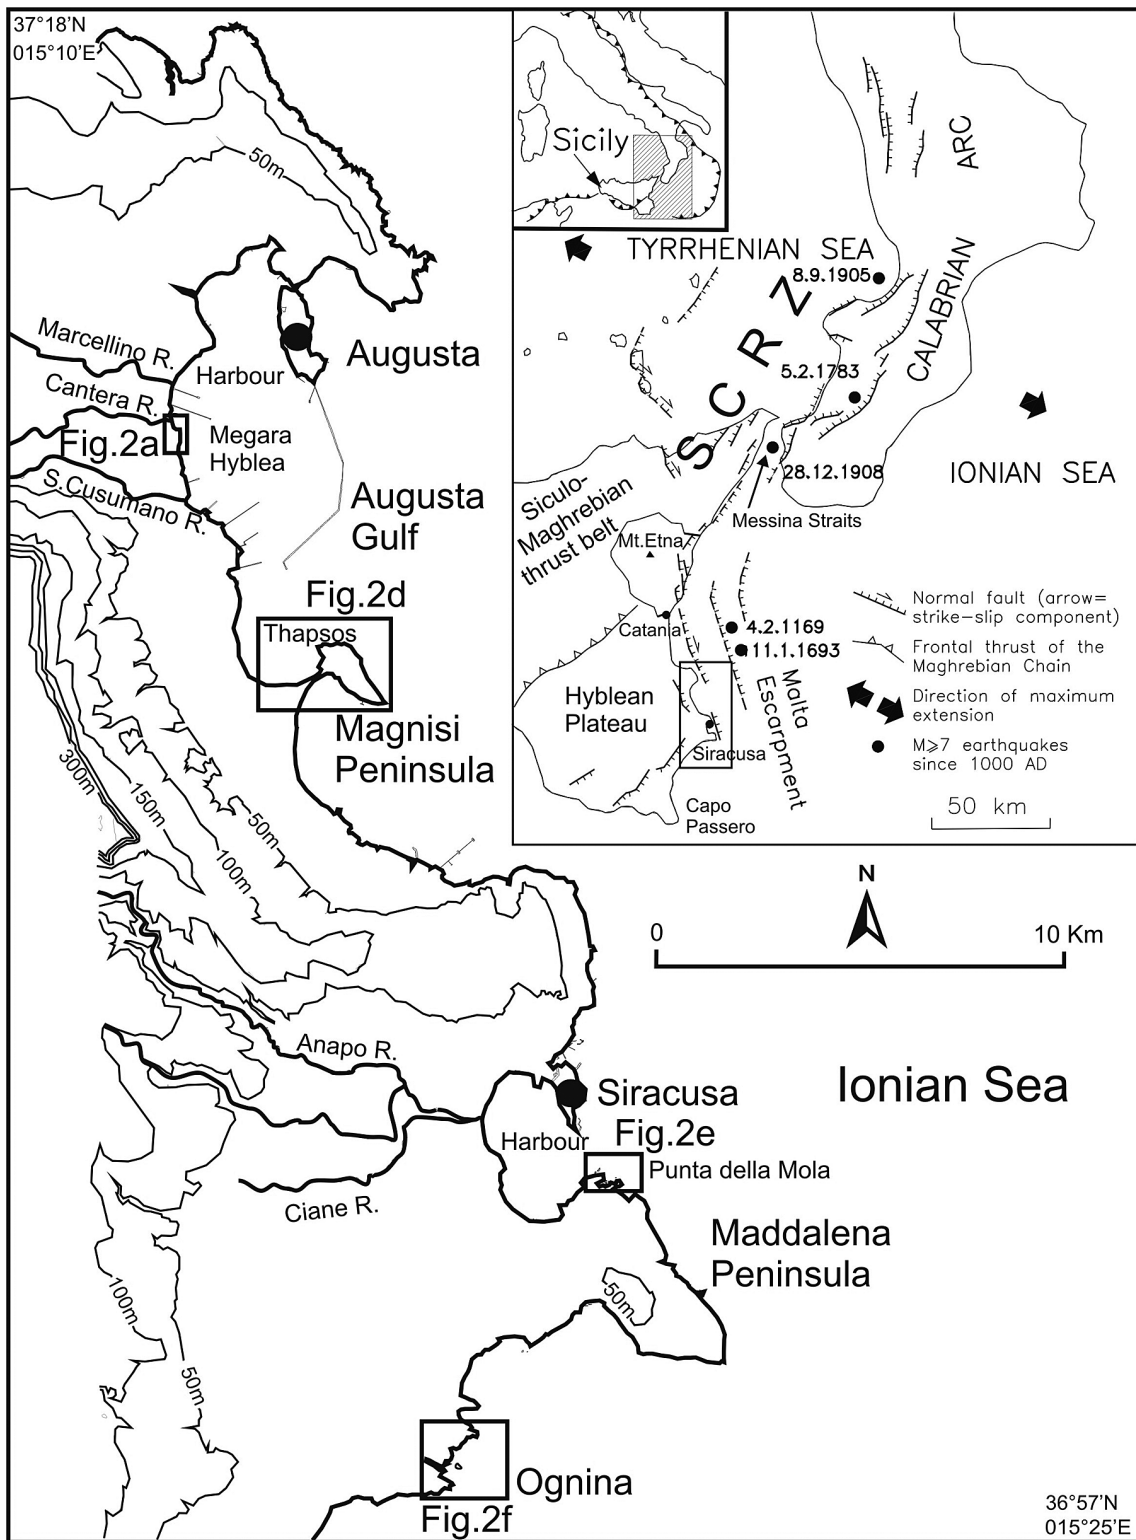 37°18'N
015°10'E
50m
Marcellino R.
Cantera R.
Fig.2a
S.Cusumano R.
Harbour
Augusta
Megara
Hyblea
Augusta
Gulf
Fig.2d
Thapsos
Magnisi
Peninsula
300m
150m
100m
50m
Anapo R.
Ciane R.
Siracusa
Harbour
Fig.2e
Punta della Mola
Maddalena
Peninsula
50m
100m
50m
Ognina
Fig.2f
Ionian Sea
N
0
10 Km
36°57'N
015°25'E
Sicily
TYRRHENIAN SEA
8.9.1905
ARC
CALABRIAN
SCRZ
5.2.1783
28.12.1908
IONIAN SEA
Messina Straits
Siculo-
Maghrebian
thrust belt
Mt.Etna
Catania
4.2.1169
11.1.1693
Hyblean
Plateau
Malta
Escarpment
Siracusa
Capo
Passero
Normal fault (arrow=
strike-slip component)
Frontal thrust of the
Maghrebian Chain
Direction of maximum
extension
M⩾7 earthquakes
since 1000 AD
50 km